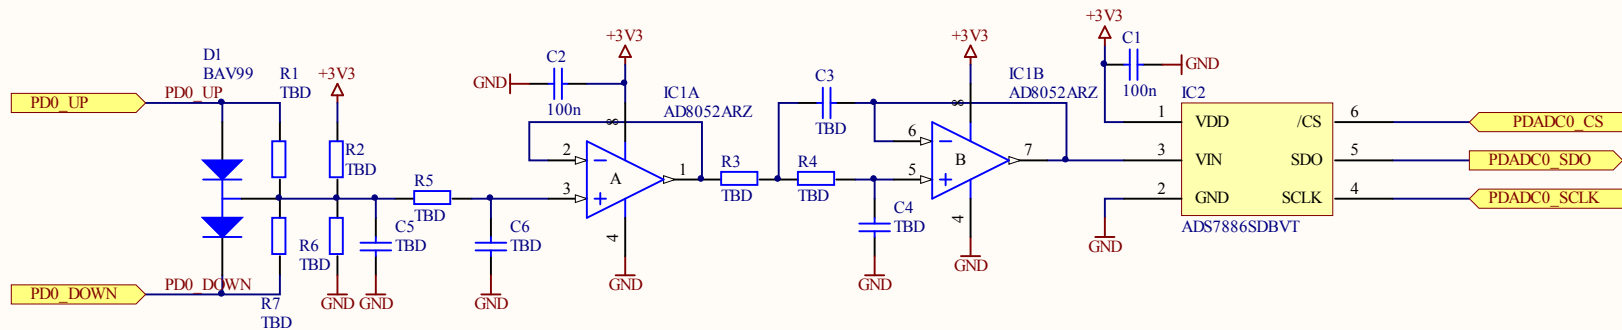 PD0_UP
PD0_UP
D1
BAV99
R1
TBD
+3V3
R2
TBD
R5
TBD
C5
TBD
C6
TBD
R6
TBD
GND
GND
GND
PD0_DOWN
PD0_DOWN
R7
TBD
+3V3
C2
GND
100n
8
IC1A
AD8052ARZ
2
3
A
1
4
GND
R3
TBD
R4
TBD
C3
TBD
C4
TBD
GND
+3V3
8
IC1B
AD8052ARZ
6
5
B
7
4
GND
+3V3
C1
GND
100n
IC2
1
VDD
/CS
6
PDADC0_CS
3
VIN
SDO
5
PDADC0_SDO
2
GND
SCLK
4
PDADC0_SCLK
ADS7886SDBVT
GND